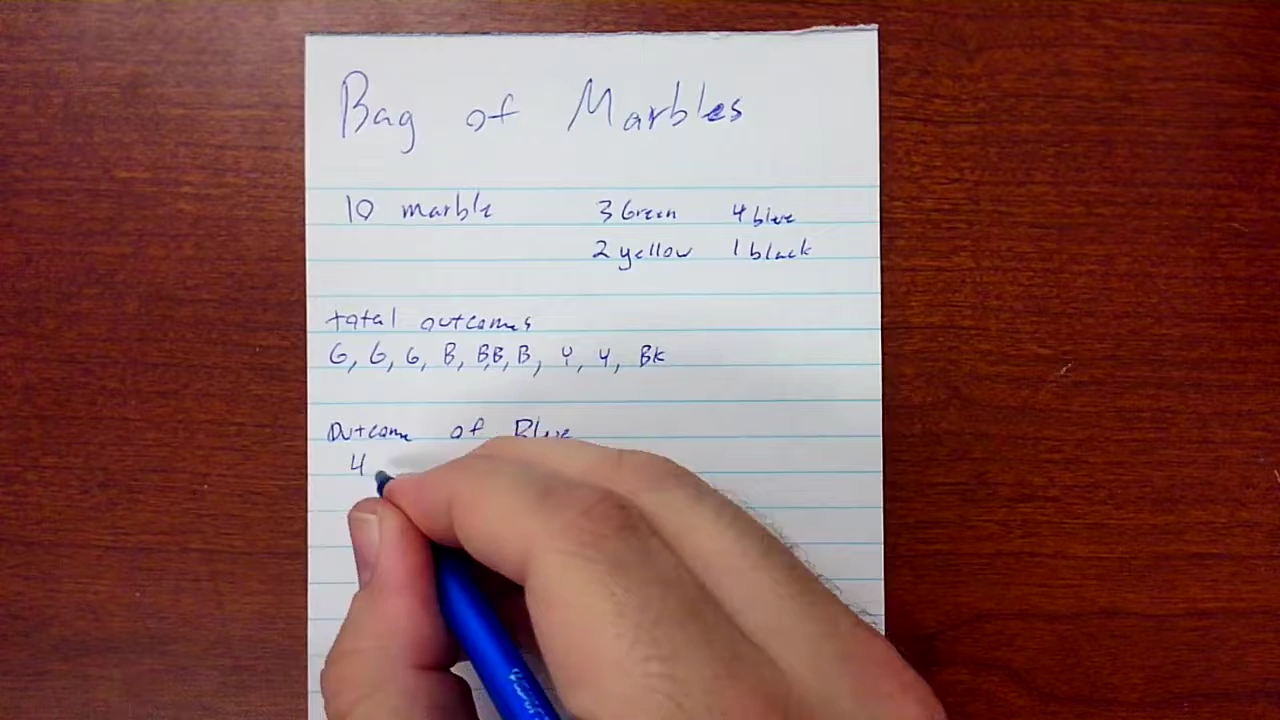 Bag of Marbles
10 marble 3 Green 4 blue
2 yellow 1 black
total outcomes
G, G, G, B, B,B, B, Y, Y, BK
Outcome of Blue
4